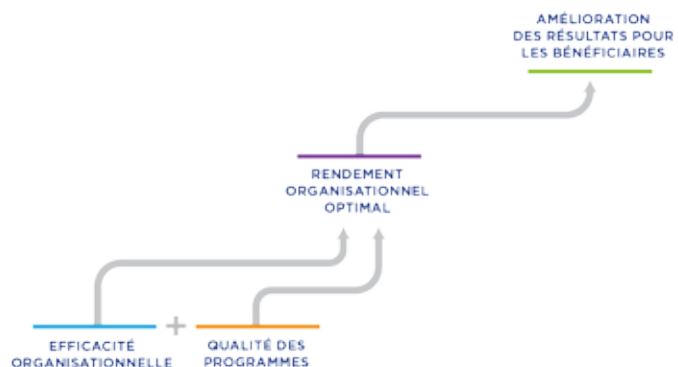 AMÉLIORATION
DES RÉSULTATS POUR
LES BÉNÉFICIAIRES
RENDEMENT
ORGANISATIONNEL
OPTIMAL
EFFICACITÉ
ORGANISATIONNELLE
+
QUALITÉ DES
PROGRAMMES